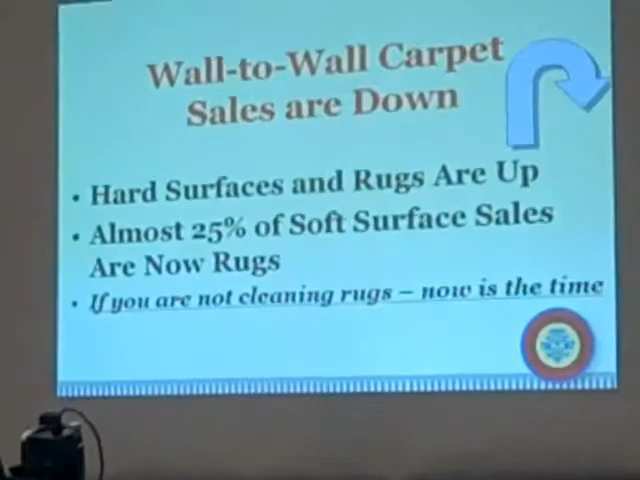 Wall-to-Wall Carpet
Sales are Down
• Hard Surfaces and Rugs Are Up
• Almost 25% of Soft Surface Sales
Are Now Rugs
• If you are not cleaning rugs – now is the time